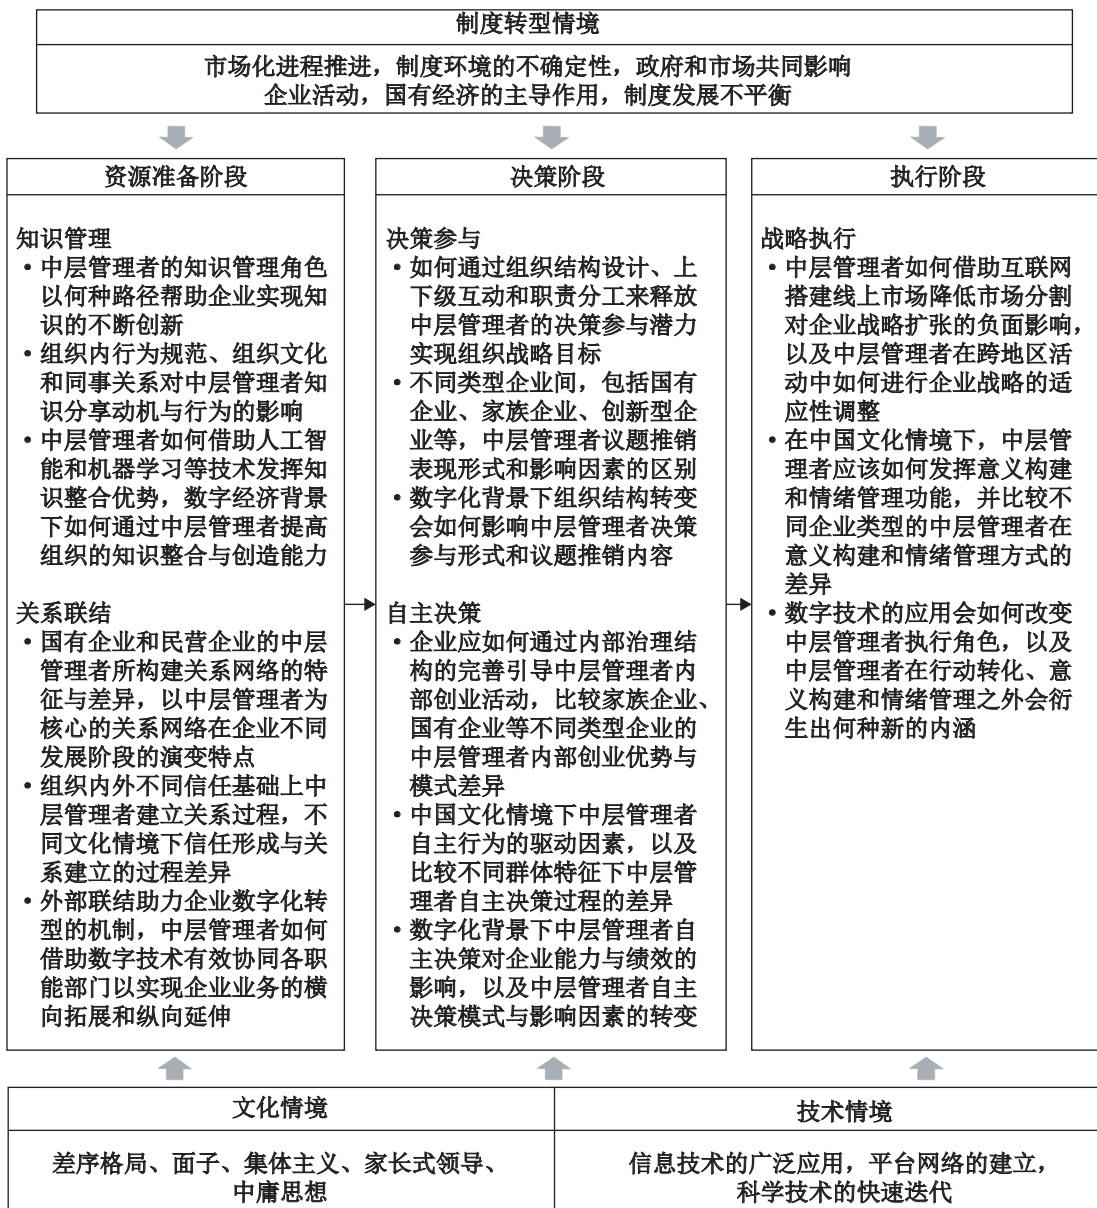 制度转型情境
市场化进程推进，制度环境的不确定性，政府和市场共同影响
企业活动，国有经济的主导作用，制度发展不平衡
资源准备阶段
知识管理
• 中层管理者的知识管理角色
以何种路径帮助企业实现知
识的不断创新
• 组织内行为规范、组织文化
和同事关系对中层管理者知
识分享动机与行为的影响
• 中层管理者如何借助人工智
能和机器学习等技术发挥知
识整合优势，数字经济背景
下如何通过中层管理者提高
组织的知识整合与创造能力
关系联结
• 国有企业和民营企业的中层
管理者所构建关系网络的特
征与差异，以中层管理者为
核心的关系网络在企业不同
发展阶段的演变特点
• 组织内外不同信任基础上中
层管理者建立关系过程，不
同文化情境下信任形成与关
系建立的过程差异
• 外部联结助力企业数字化转
型的机制，中层管理者如何
借助数字技术有效协同各职
能部门以实现企业业务的横
向拓展和纵向延伸
决策阶段
决策参与
• 如何通过组织结构设计、上
下级互动和职责分工来释放
中层管理者的决策参与潜力
实现组织战略目标
• 不同类型企业间，包括国有
企业、家族企业、创新型企
业等，中层管理者议题推销
表现形式和影响因素的区别
• 数字化背景下组织结构转变
会如何影响中层管理者决策
参与形式和议题推销内容
自主决策
• 企业应如何通过内部治理结
构的完善引导中层管理者内
部创业活动，比较家族企业、
国有企业等不同类型企业的
中层管理者内部创业优势与
模式差异
• 中国文化情境下中层管理者
自主行为的驱动因素，以及
比较不同群体特征下中层管
理者自主决策过程的差异
• 数字化背景下中层管理者自
主决策对企业能力与绩效的
影响，以及中层管理者自主
决策模式与影响因素的转变
执行阶段
战略执行
• 中层管理者如何借助互联网
搭建线上市场降低市场分割
对企业战略扩张的负面影响，
以及中层管理者在跨地区活
动中如何进行企业战略的适
应性调整
• 在中国文化情境下，中层管
理者应该如何发挥意义构建
和情绪管理功能，并比较不
同企业类型的中层管理者在
意义构建和情绪管理方式的
差异
• 数字技术的应用会如何改变
中层管理者执行角色，以及
中层管理者在行动转化、意
义构建和情绪管理之外会衍
生出何种新的内涵
文化情境
差序格局、面子、集体主义、家长式领导、
中庸思想
技术情境
信息技术的广泛应用，平台网络的建立，
科学技术的快速迭代